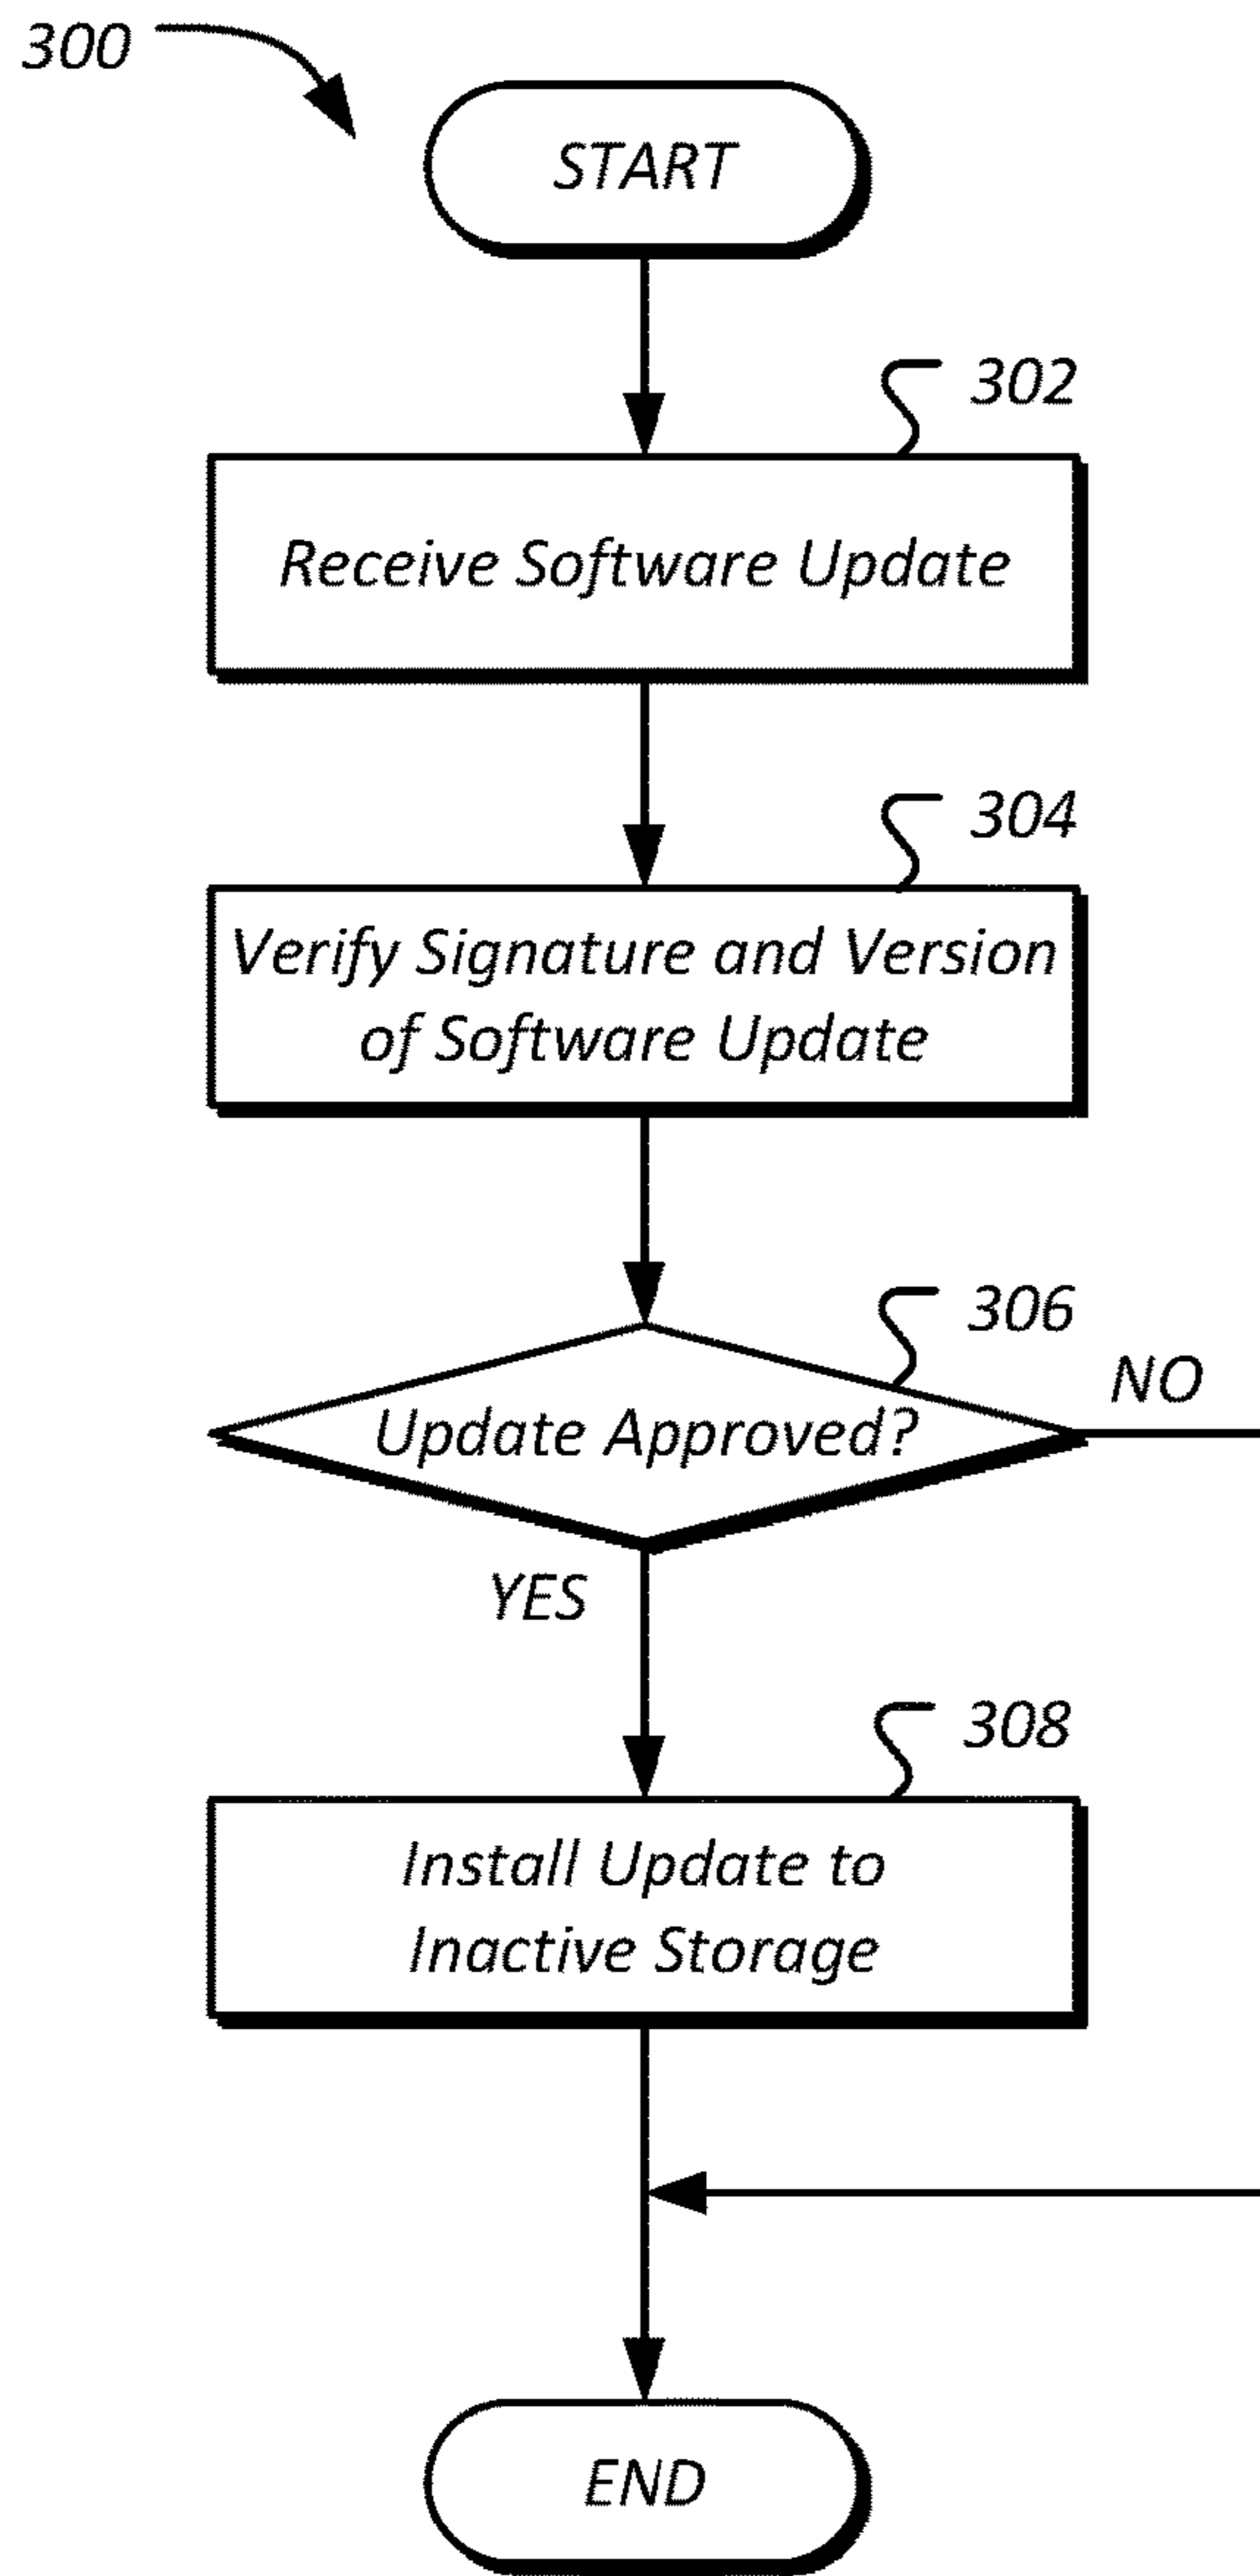 300
START
302
Receive Software Update
304
Verify Signature and Version
of Software Update
306
Update Approved?
NO
YES
308
Install Update to
Inactive Storage
END